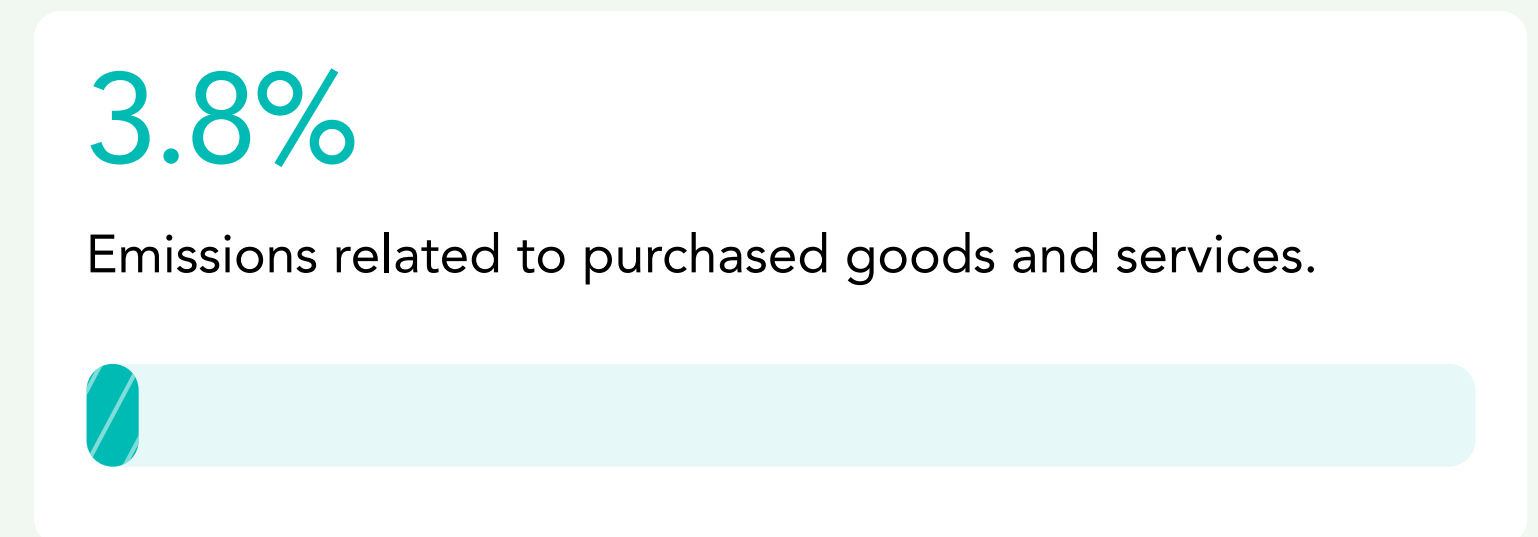 3.8%
Emissions related to purchased goods and services.